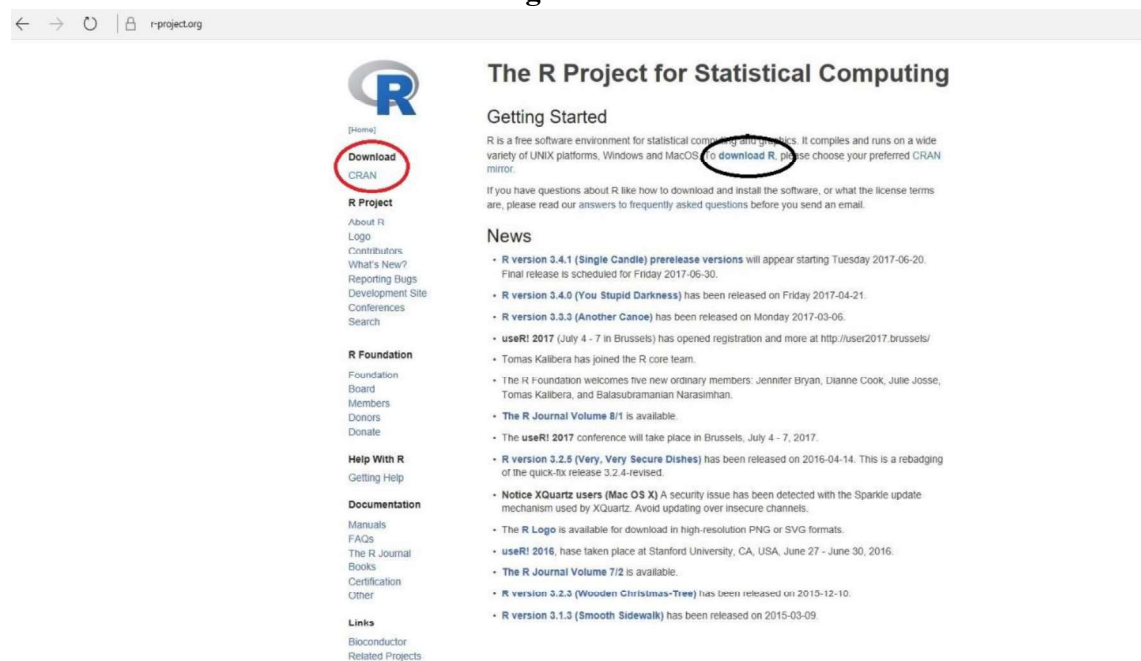 r-project.org
R
[Home]
Download
CRAN
R Project
About R
Logo
Contributors
What's New?
Reporting Bugs
Development Site
Conferences
Search
R Foundation
Foundation
Board
Members
Donors
Donate
Help With R
Getting Help
Documentation
Manuals
FAQs
The R Journal
Books
Certification
Other
Links
Bioconductor
Related Projects
The R Project for Statistical Computing
Getting Started
R is a free software environment for statistical computing and graphics. It compiles and runs on a wide
variety of UNIX platforms, Windows and MacOS. To download R, please choose your preferred CRAN
mirror.
If you have questions about R like how to download and install the software, or what the license terms
are, please read our answers to frequently asked questions before you send an email.
News
• R version 3.4.1 (Single Candle) prerelease versions will appear starting Tuesday 2017-06-20.
Final release is scheduled for Friday 2017-06-30.
• R version 3.4.0 (You Stupid Darkness) has been released on Friday 2017-04-21.
• R version 3.3.3 (Another Canoe) has been released on Monday 2017-03-06.
• useR! 2017 (July 4 - 7 in Brussels) has opened registration and more at http://user2017.brussels/
• Tomas Kalibera has joined the R core team.
• The R Foundation welcomes five new ordinary members: Jennifer Bryan, Dianne Cook, Julie Josse,
Tomas Kalibera, and Balasubramanian Narasimhan.
• The R Journal Volume 8/1 is available.
• The useR! 2017 conference will take place in Brussels, July 4 - 7, 2017.
• R version 3.2.5 (Very, Very Secure Dishes) has been released on 2016-04-14. This is a rebadging
of the quick-fix release 3.2.4-revised.
• Notice XQuartz users (Mac OS X) A security issue has been detected with the Sparkle update
mechanism used by XQuartz. Avoid updating over insecure channels.
• The R Logo is available for download in high-resolution PNG or SVG formats.
• useR! 2016, hase taken place at Stanford University, CA, USA, June 27 - June 30, 2016.
• The R Journal Volume 7/2 is available.
• R version 3.2.3 (Wooden Christmas-Tree) has been released on 2015-12-10.
• R version 3.1.3 (Smooth Sidewalk) has been released on 2015-03-09.